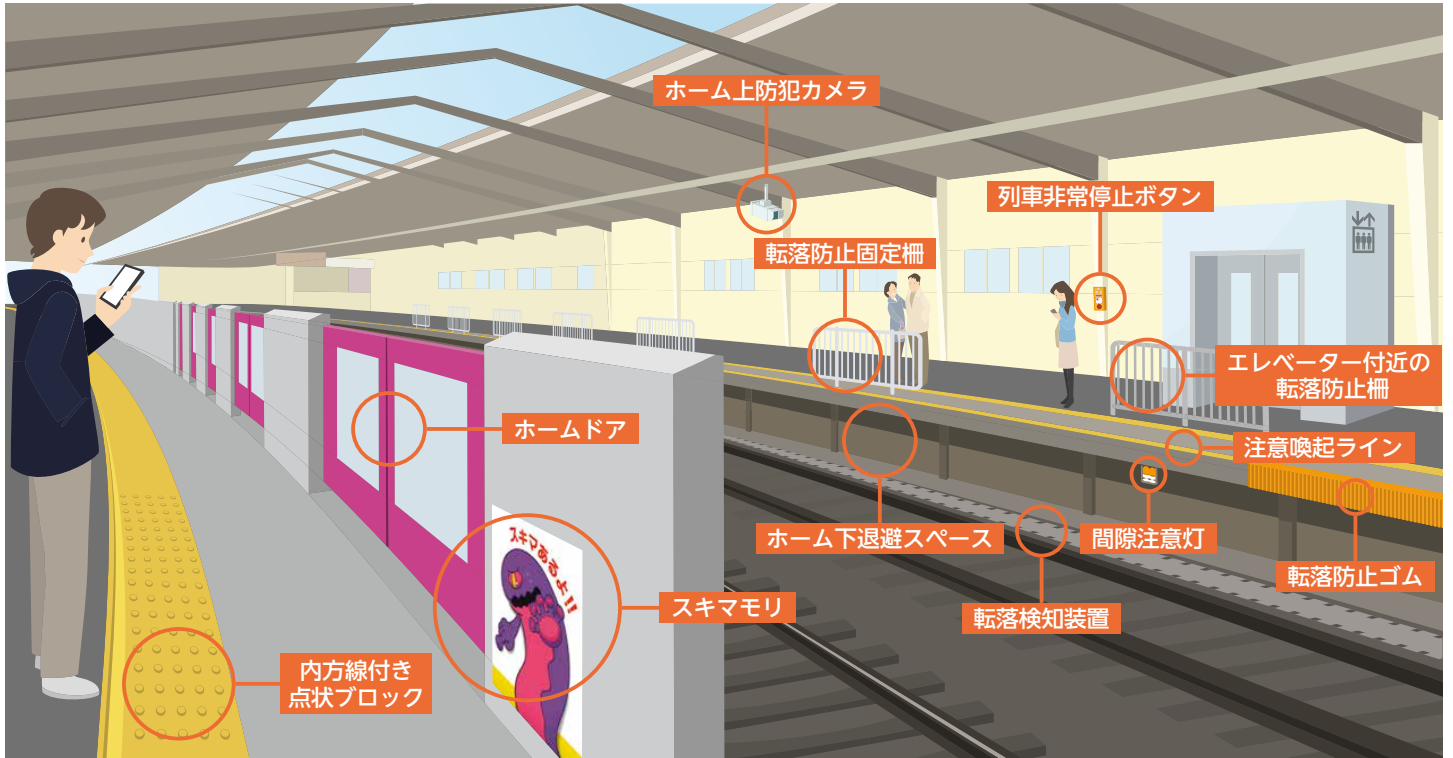 ホーム上防犯カメラ
列車非常停止ボタン
転落防止固定柵
エレベーター付近の
転落防止柵
ホームドア
注意喚起ライン
スキマあるよ!!
ホーム下退避スペース
間隙注意灯
転落防止ゴム
スキマモリ
転落検知装置
内方線付き
点状ブロック